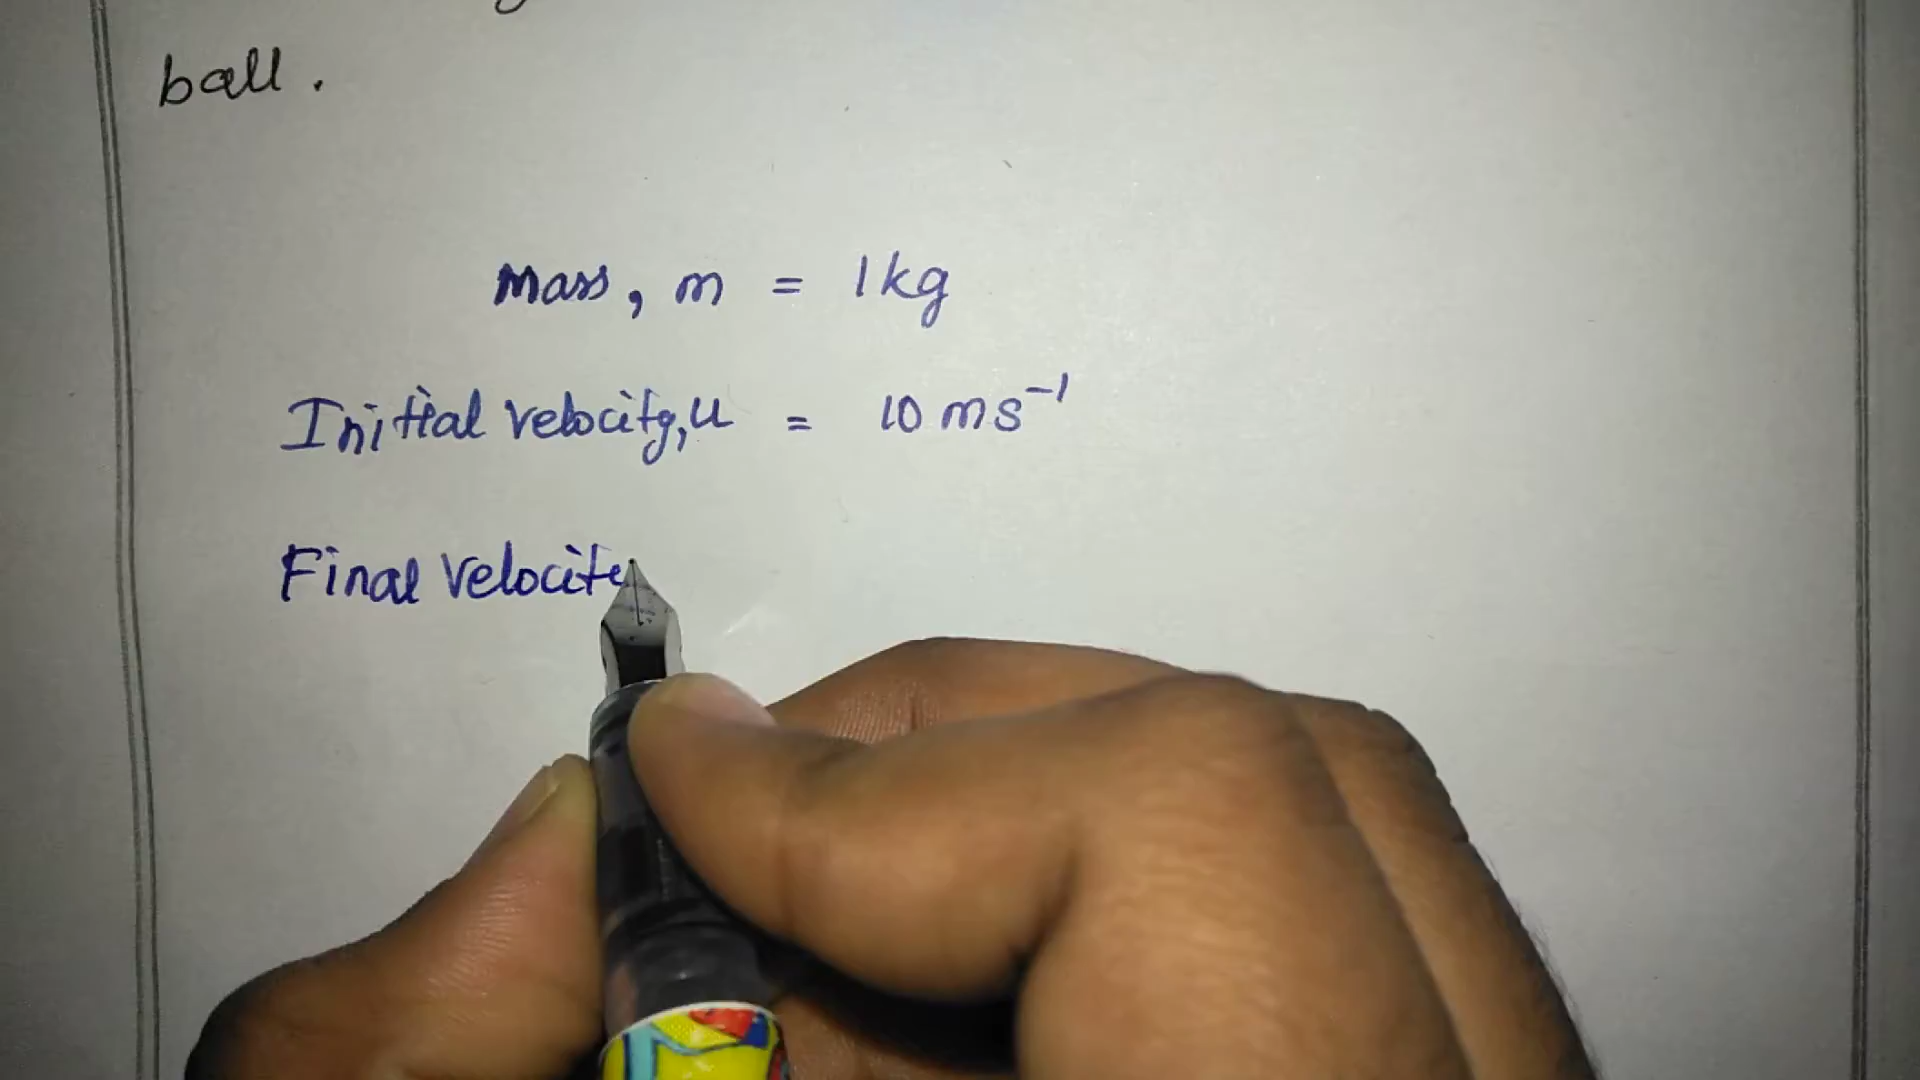 ball.
Mass, m = 1kg
Initial velocity, u = 10 ms⁻¹
Final velocity